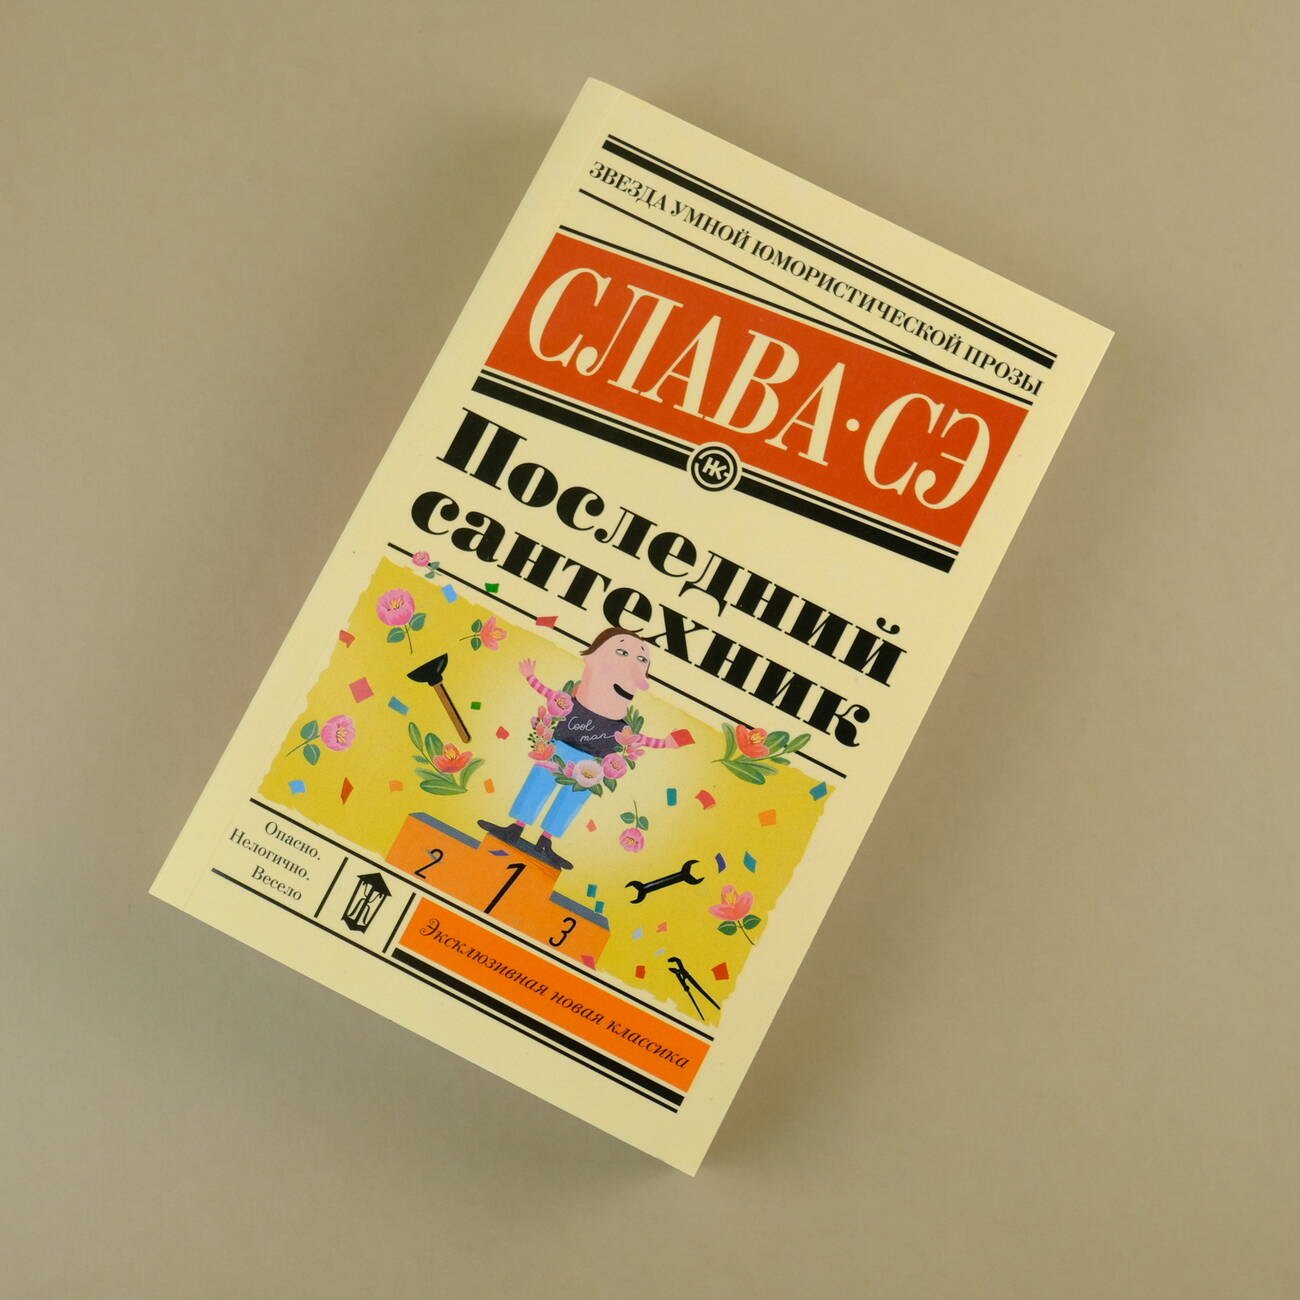 ЗВЕЗДА УМНОЙ ЮМОРИСТИЧЕСКОЙ ПРОЗЫ
СЛАВА·СЭ
НК
Последний
сантехник
Cool
man
2 1 3
Опасно.
Нелогично.
Весело
Эксклюзивная новая классика